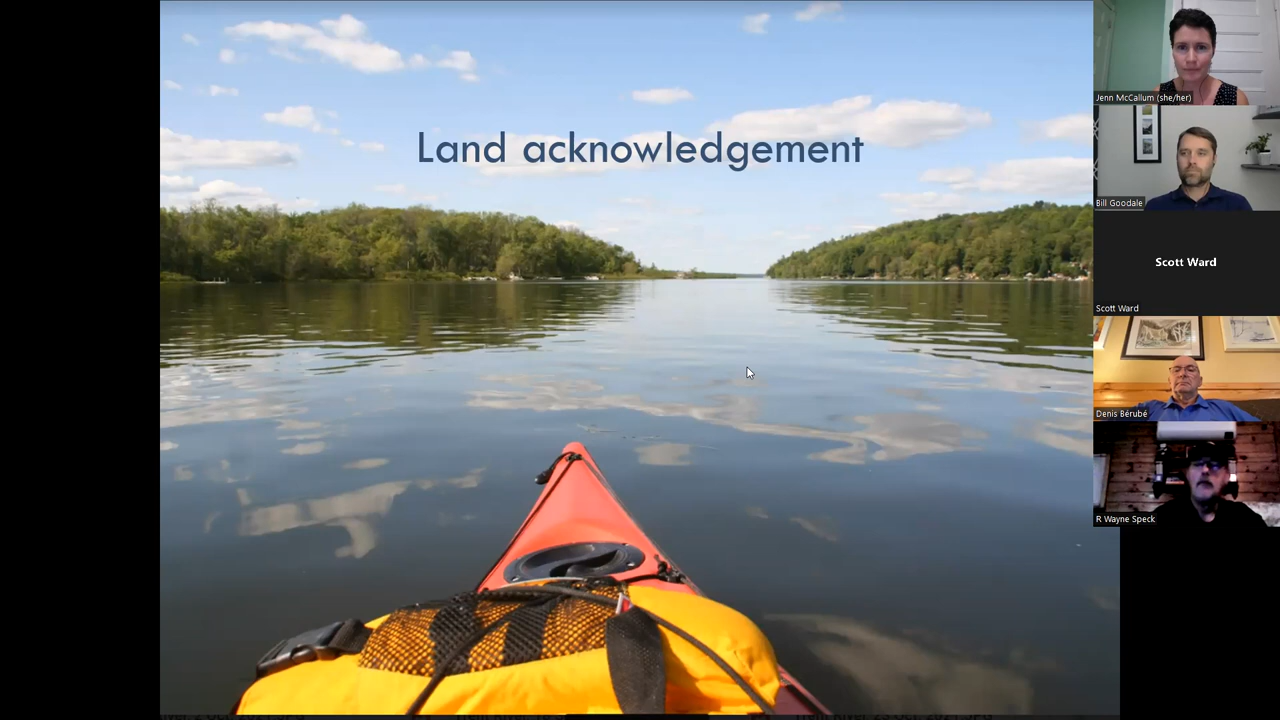 Land acknowledgement
Jenn McCallum (she/her)
Bill Goodale
Scott Ward
Scott Ward
Denis Bérubé
R Wayne Speck